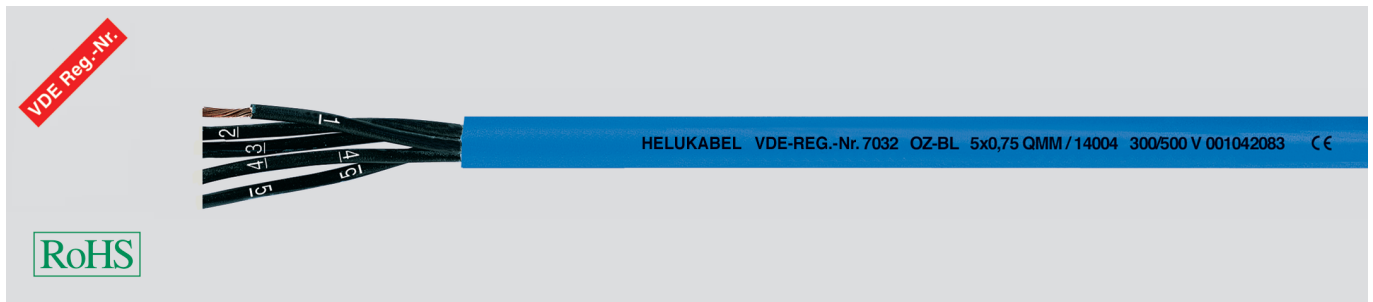 VDE Reg.-Nr.
1
2
3
4 4
5 5
HELUKABEL VDE-REG.-Nr. 7032 OZ-BL 5x0,75 QMM / 14004 300/500 V 001042083 CE
RoHS